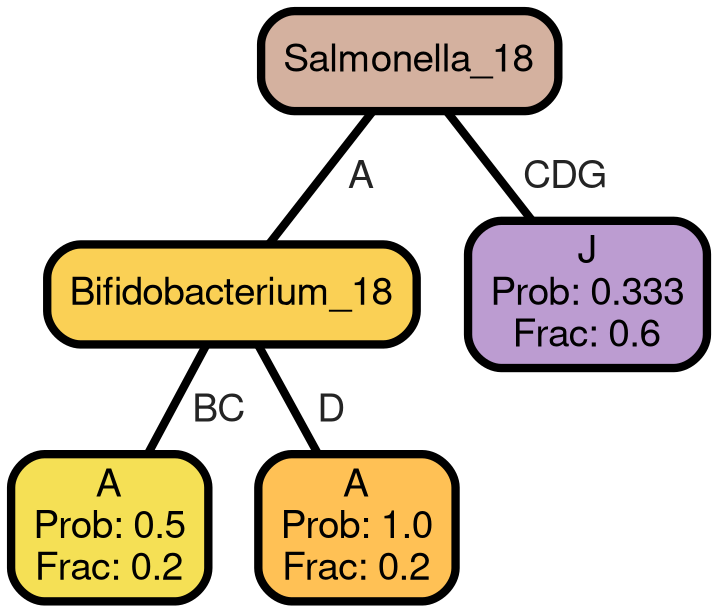 Salmonella_18
A
CDG
Bifidobacterium_18
J
Prob: 0.333
Frac: 0.6
BC
D
A
Prob: 0.5
Frac: 0.2
A
Prob: 1.0
Frac: 0.2